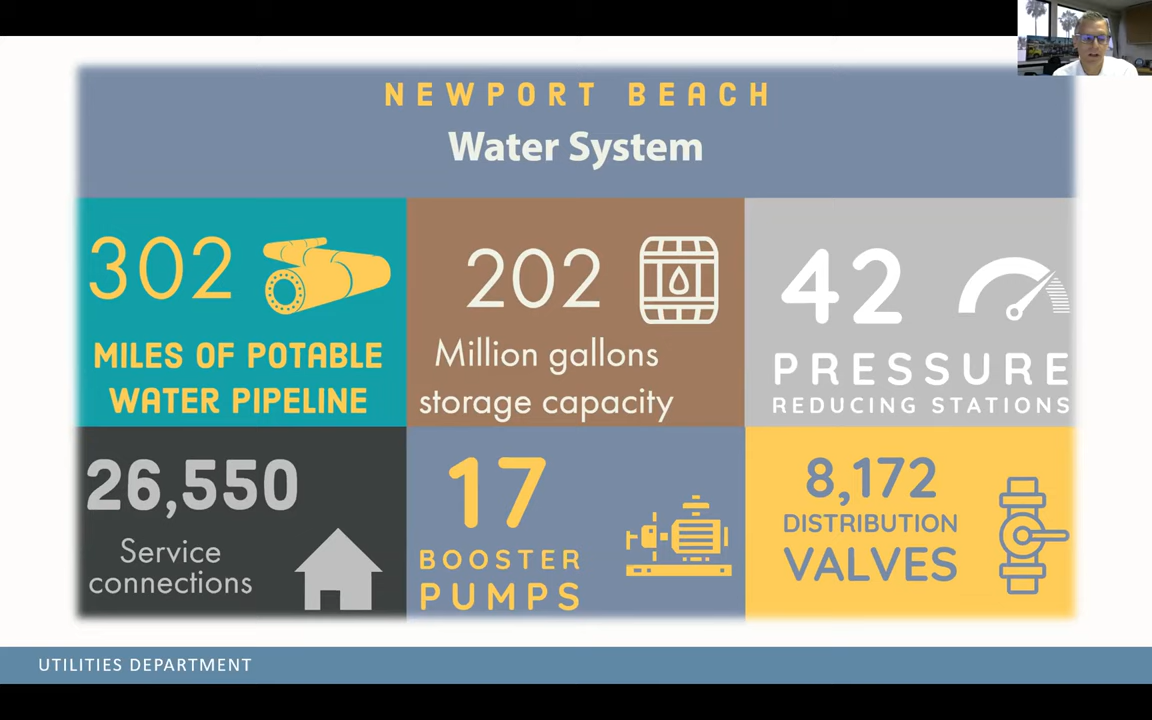 NEWPORT BEACH
Water System
302
MILES OF POTABLE
WATER PIPELINE
202
Million gallons
storage capacity
42
PRESSURE
REDUCING STATIONS
26,550
Service
connections
17
BOOSTER
PUMPS
8,172
DISTRIBUTION
VALVES
UTILITIES DEPARTMENT